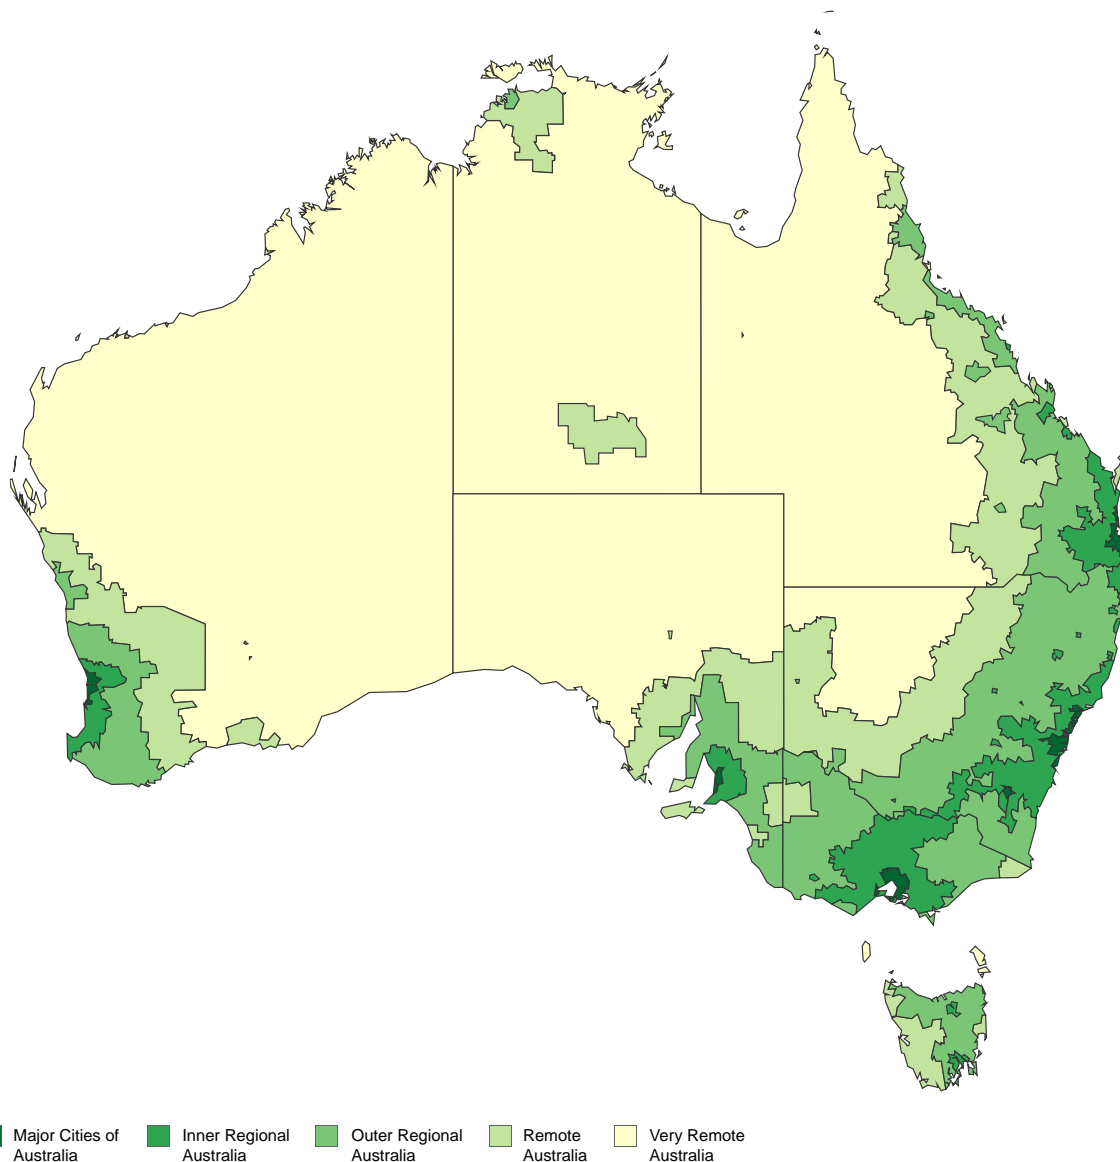 Major Cities of Australia
Inner Regional Australia
Outer Regional Australia
Remote Australia
Very Remote Australia